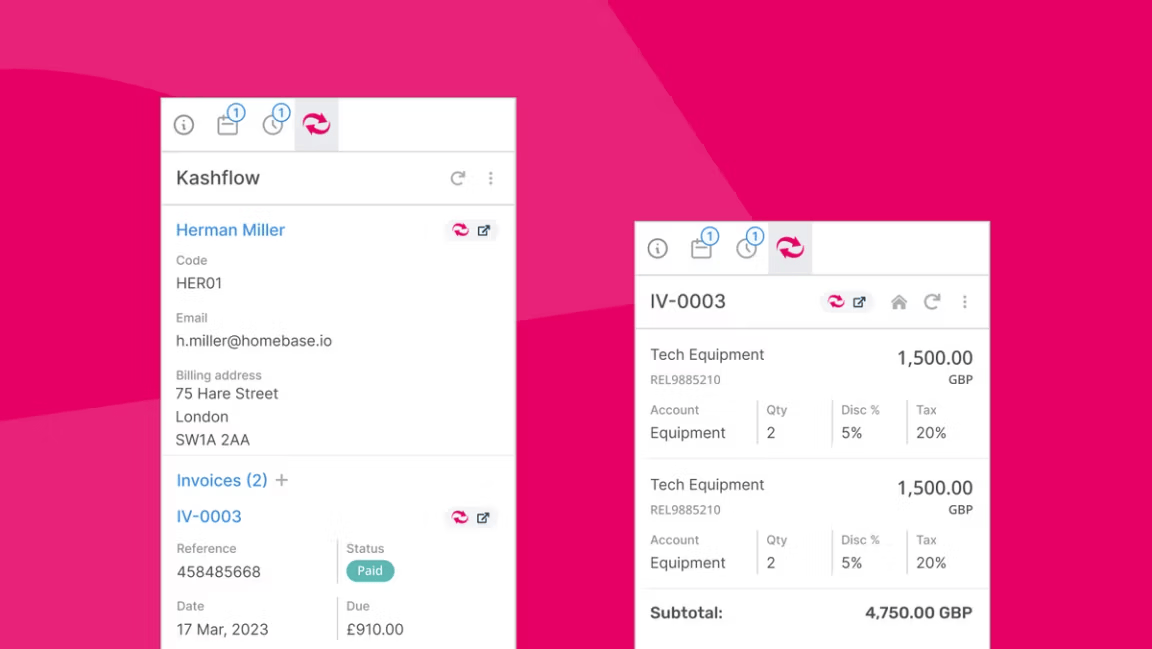 1 1
Kashflow
Herman Miller
Code
HER01
Email
h.miller@homebase.io
Billing address
75 Hare Street
London
SW1A 2AA
Invoices (2) +
IV-0003
Reference Status
458485668 Paid
Date Due
17 Mar, 2023 £910.00
1 1
IV-0003
Tech Equipment 1,500.00
REL9885210 GBP
Account Qty Disc % Tax
Equipment 2 5% 20%
Tech Equipment 1,500.00
REL9885210 GBP
Account Qty Disc % Tax
Equipment 2 5% 20%
Subtotal: 4,750.00 GBP